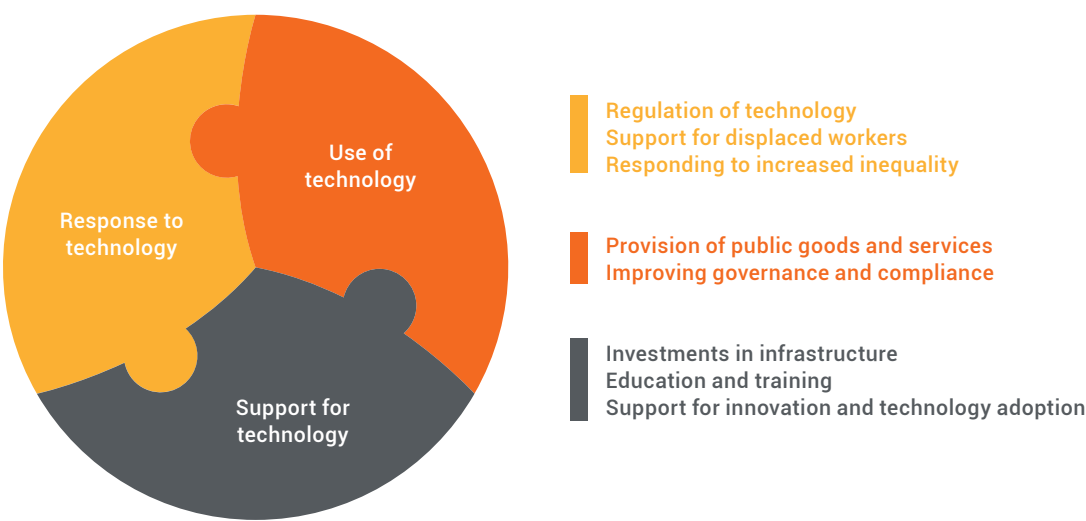 Use of
technology
Response to
technology
Support for
technology
Regulation of technology
Support for displaced workers
Responding to increased inequality
Provision of public goods and services
Improving governance and compliance
Investments in infrastructure
Education and training
Support for innovation and technology adoption